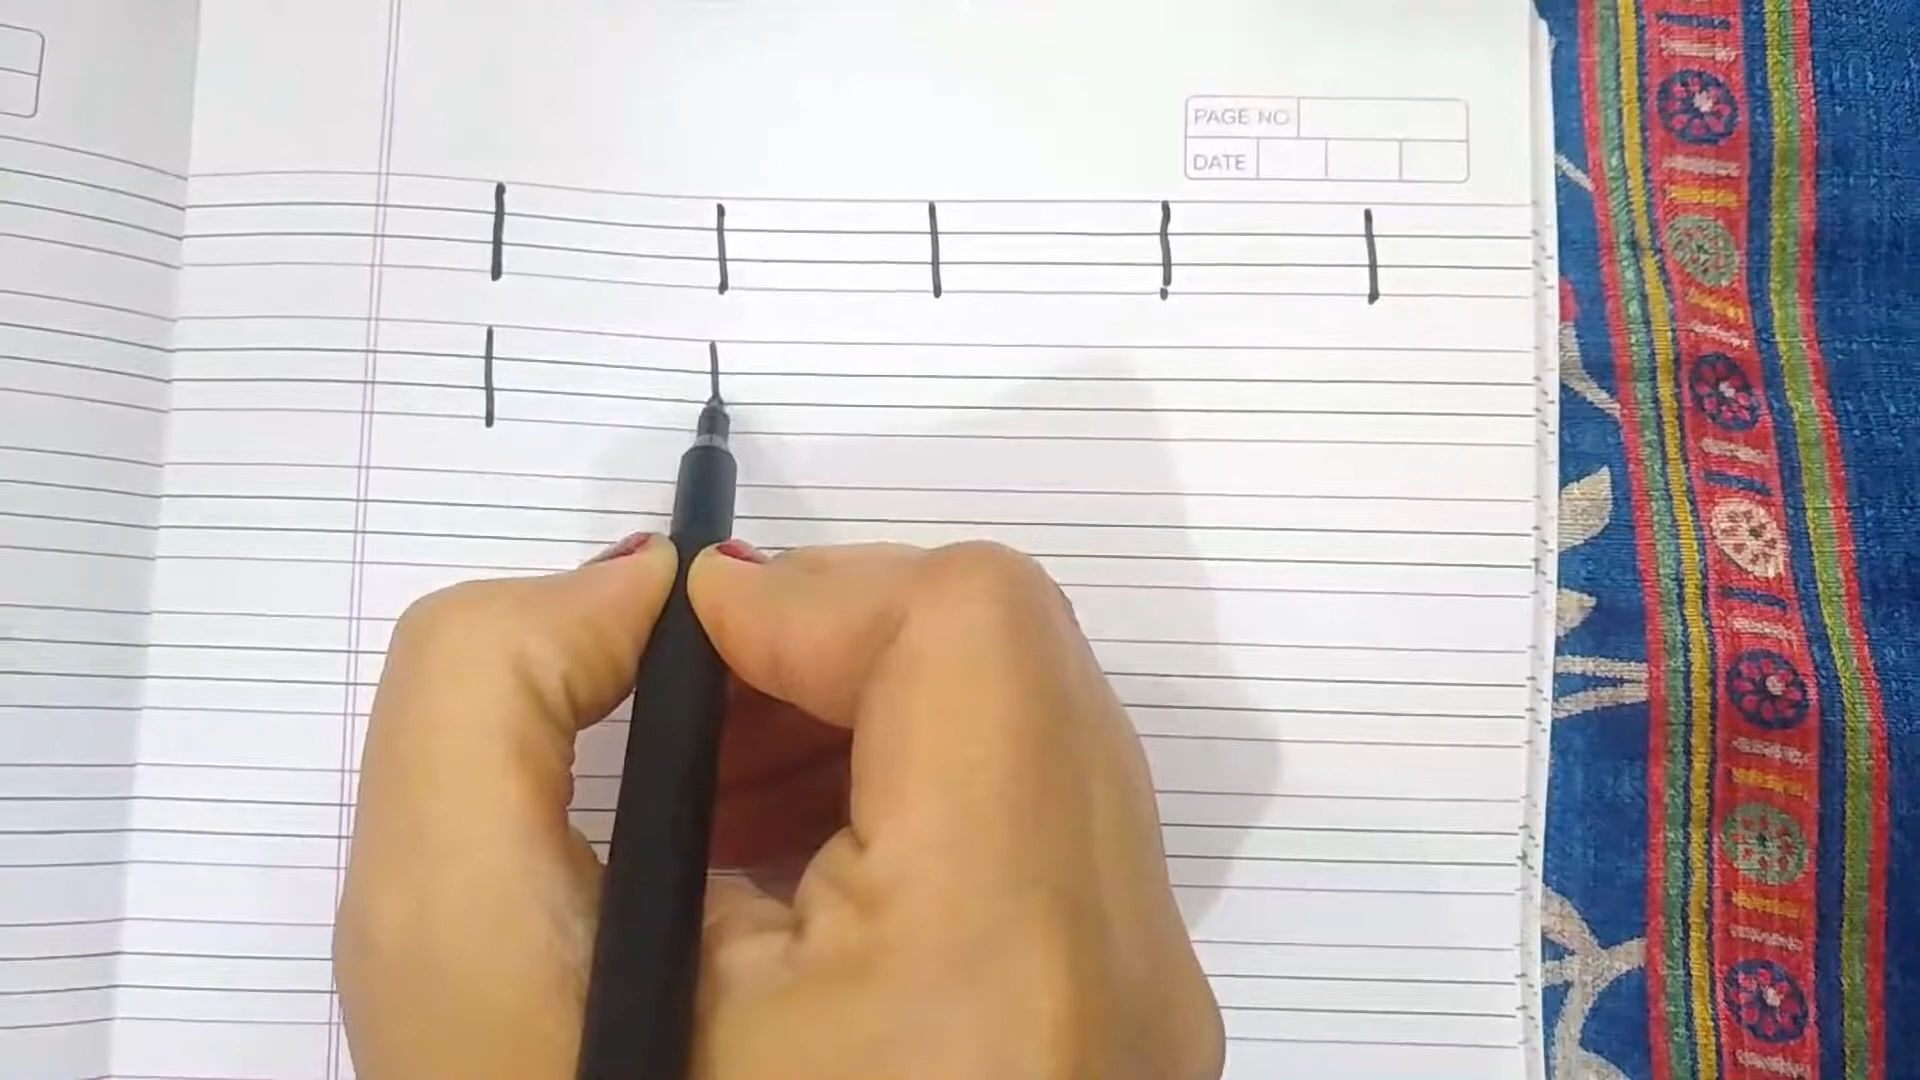 PAGE NO
DATE
| | | | |
| |